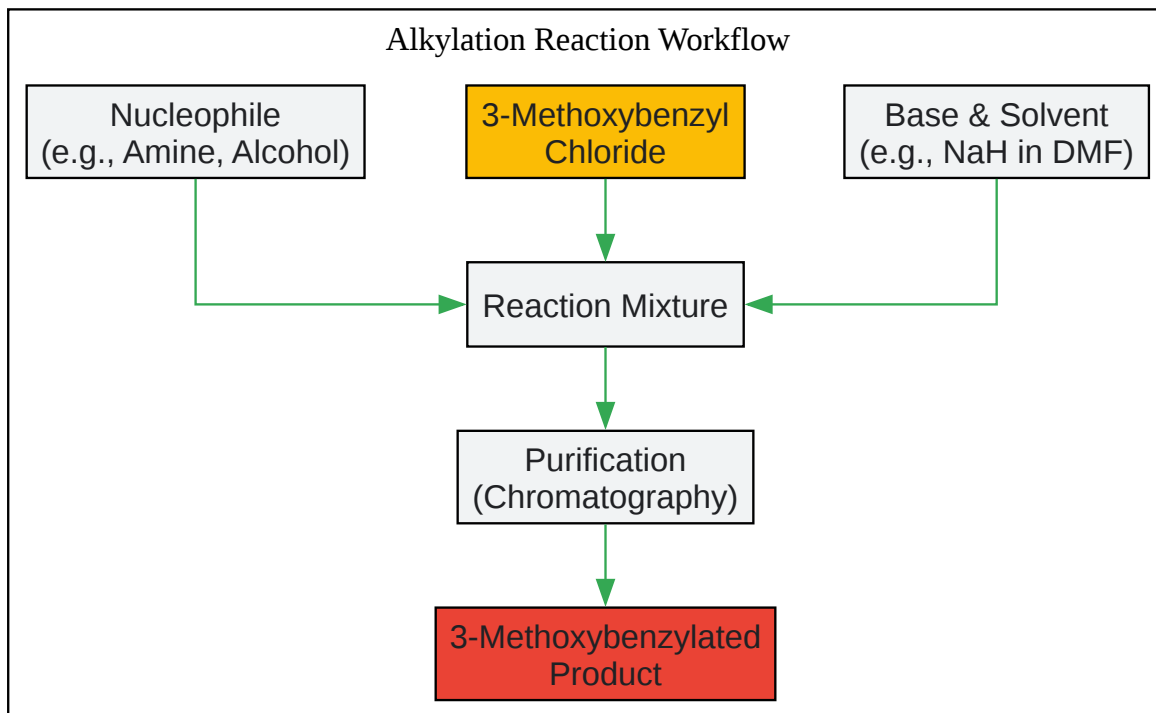 Alkylation Reaction Workflow
Nucleophile
(e.g., Amine, Alcohol)
3-Methoxybenzyl
Chloride
Base & Solvent
(e.g., NaH in DMF)
Reaction Mixture
Purification
(Chromatography)
3-Methoxybenzylated
Product